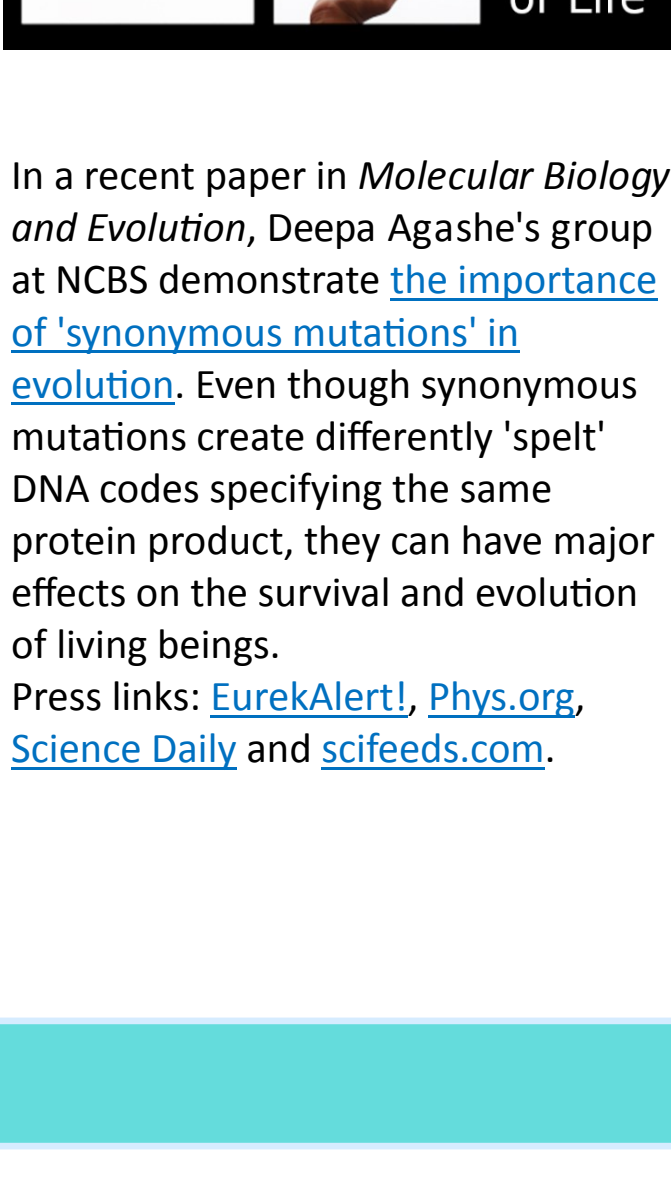 of Life
In a recent paper in Molecular Biology
and Evolution, Deepa Agashe's group
at NCBS demonstrate the importance
of 'synonymous mutations' in
evolution. Even though synonymous
mutations create differently 'spelt'
DNA codes specifying the same
protein product, they can have major
effects on the survival and evolution
of living beings.
Press links: EurekAlert!, Phys.org,
Science Daily and scifeeds.com.